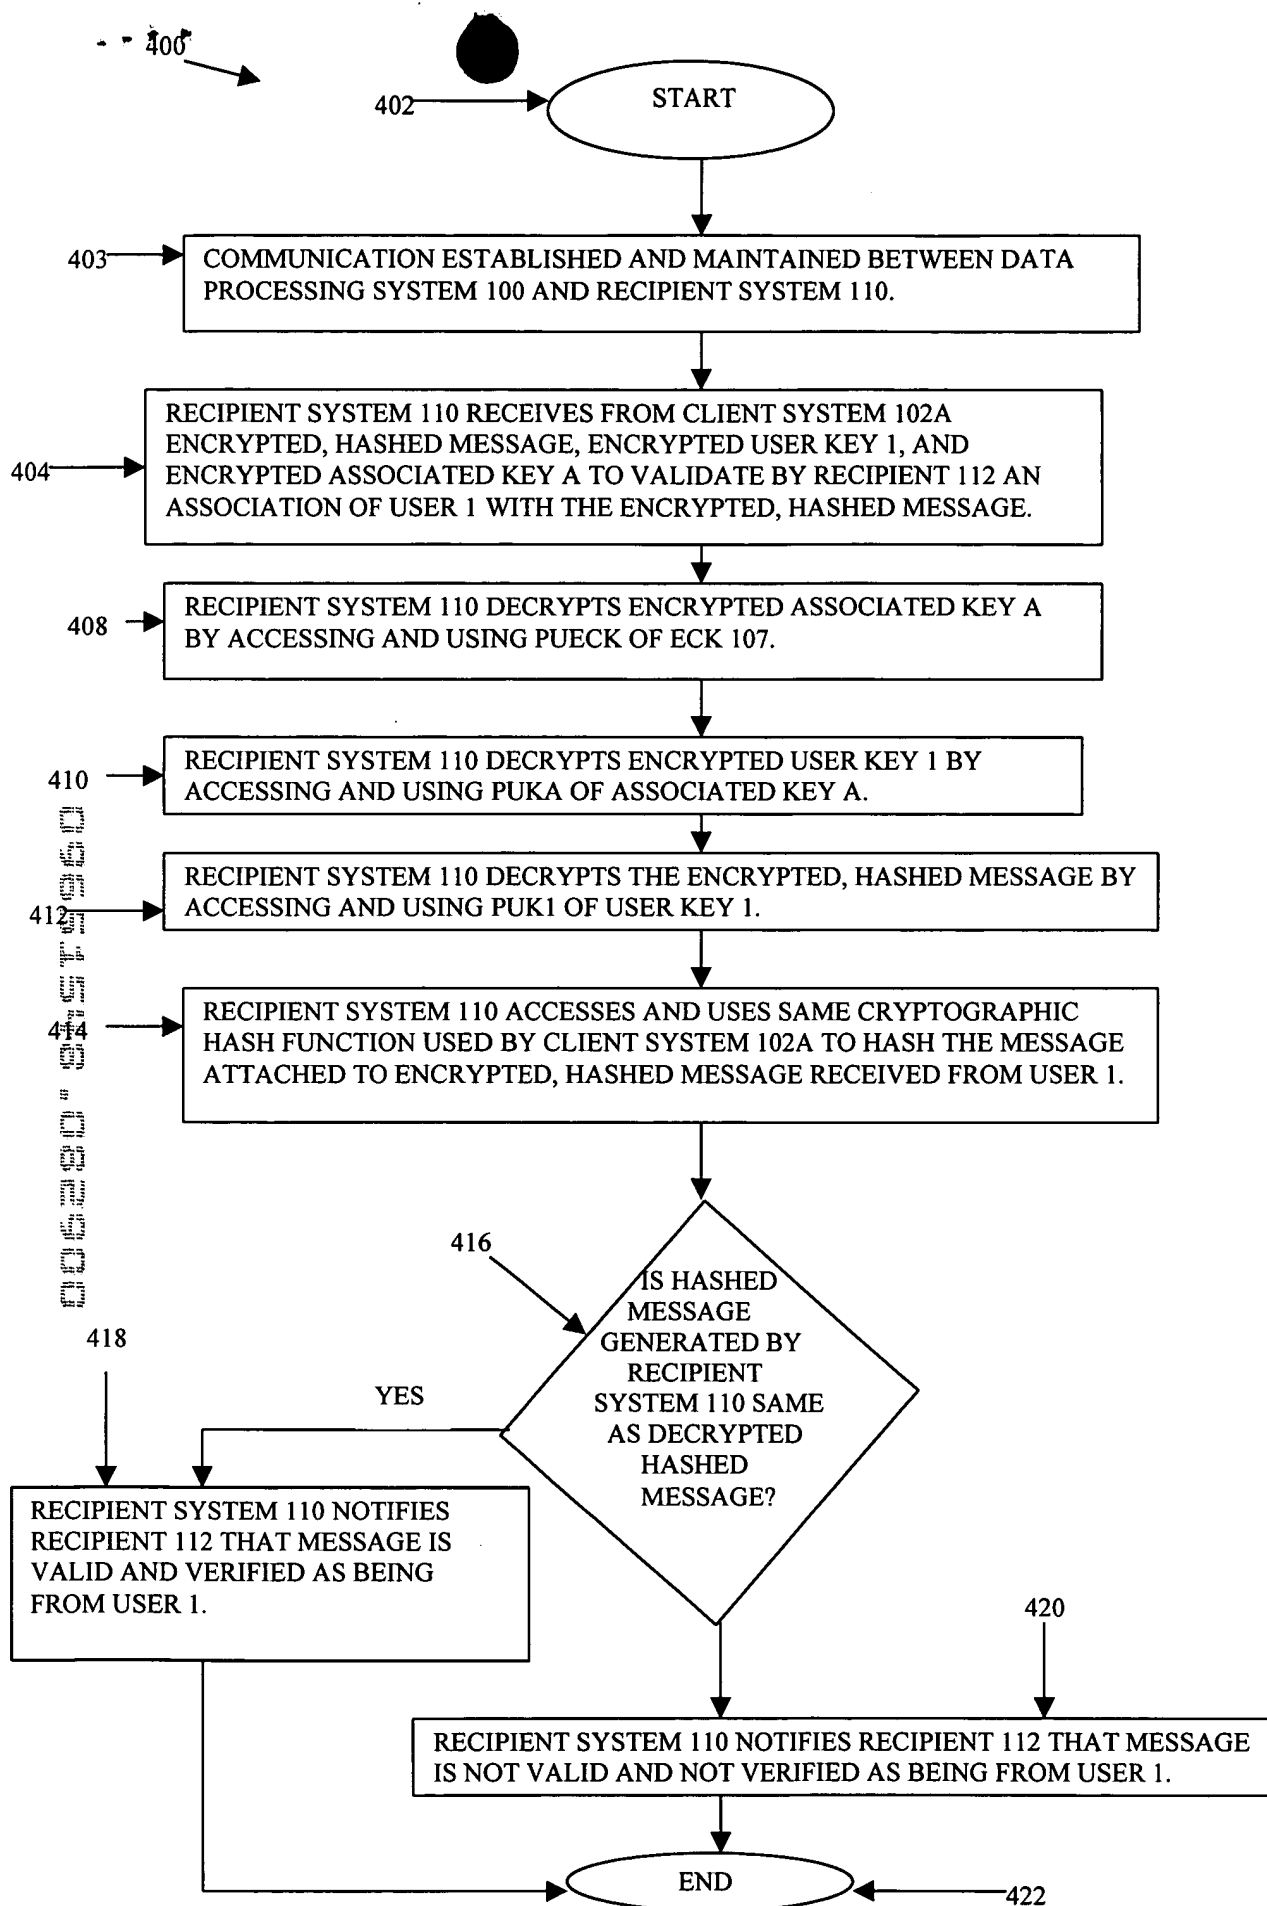 400
402
START
403
COMMUNICATION ESTABLISHED AND MAINTAINED BETWEEN DATA
PROCESSING SYSTEM 100 AND RECIPIENT SYSTEM 110.
404
RECIPIENT SYSTEM 110 RECEIVES FROM CLIENT SYSTEM 102A
ENCRYPTED, HASHED MESSAGE, ENCRYPTED USER KEY 1, AND
ENCRYPTED ASSOCIATED KEY A TO VALIDATE BY RECIPIENT 112 AN
ASSOCIATION OF USER 1 WITH THE ENCRYPTED, HASHED MESSAGE.
408
RECIPIENT SYSTEM 110 DECRYPTS ENCRYPTED ASSOCIATED KEY A
BY ACCESSING AND USING PUECK OF ECK 107.
410
RECIPIENT SYSTEM 110 DECRYPTS ENCRYPTED USER KEY 1 BY
ACCESSING AND USING PUKA OF ASSOCIATED KEY A.
412
RECIPIENT SYSTEM 110 DECRYPTS THE ENCRYPTED, HASHED MESSAGE BY
ACCESSING AND USING PUK1 OF USER KEY 1.
414
RECIPIENT SYSTEM 110 ACCESSES AND USES SAME CRYPTOGRAPHIC
HASH FUNCTION USED BY CLIENT SYSTEM 102A TO HASH THE MESSAGE
ATTACHED TO ENCRYPTED, HASHED MESSAGE RECEIVED FROM USER 1.
416
IS HASHED
MESSAGE
GENERATED BY
RECIPIENT
SYSTEM 110 SAME
AS DECRYPTED
HASHED
MESSAGE?
YES
418
RECIPIENT SYSTEM 110 NOTIFIES
RECIPIENT 112 THAT MESSAGE IS
VALID AND VERIFIED AS BEING
FROM USER 1.
420
RECIPIENT SYSTEM 110 NOTIFIES RECIPIENT 112 THAT MESSAGE
IS NOT VALID AND NOT VERIFIED AS BEING FROM USER 1.
END
422